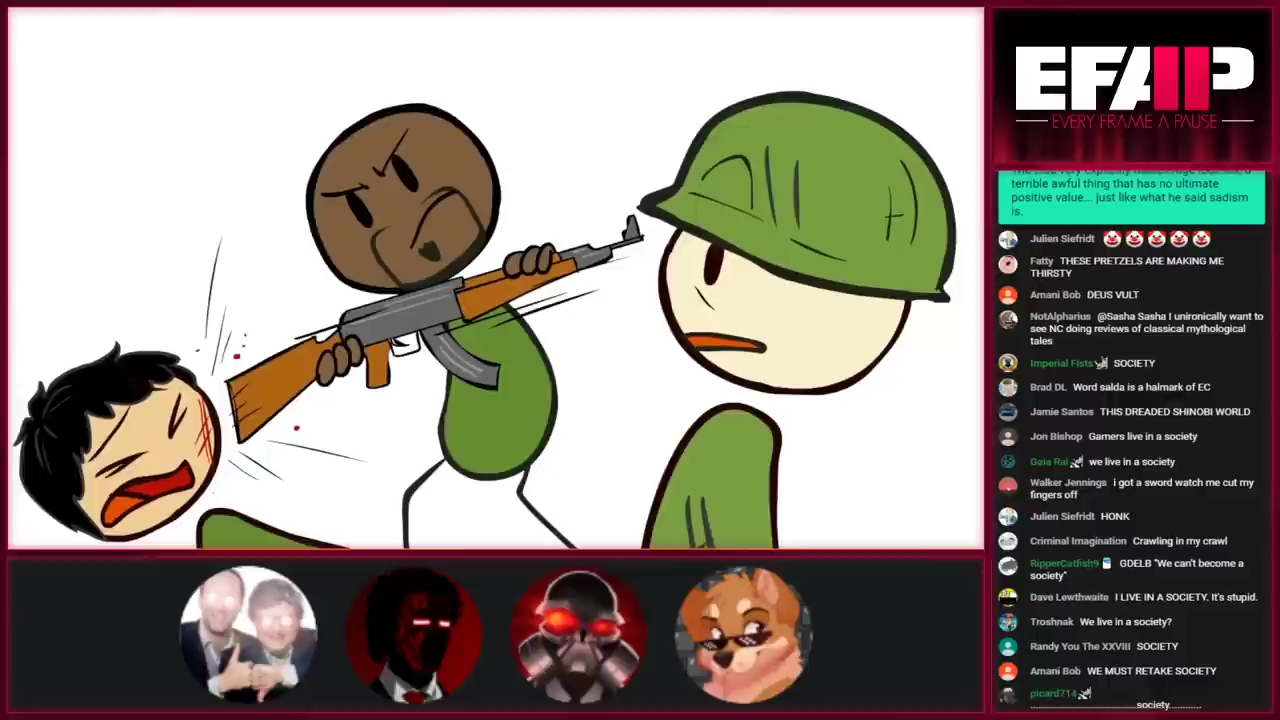 EFAP
EVERY FRAME A PAUSE
terrible awful thing that has no ultimate
positive value... just like what he said sadism
is.
Julien Siefridt
Fatty THESE PRETZELS ARE MAKING ME
THIRSTY
Amani Bob DEUS VULT
NotAlpharius @Sasha Sasha I unironically want to
see NC doing reviews of classical mythological
tales
Imperial Fists SOCIETY
Brad DL Word salda is a halmark of EC
Jamie Santos THIS DREADED SHINOBI WORLD
Jon Bishop Gamers live in a society
Gaia Rai we live in a society
Walker Jennings i got a sword watch me cut my
fingers off
Julien Siefridt HONK
Criminal Imagination Crawling in my crawl
RipperCatfish9 GDELB "We can't become a
society"
Dave Lewthwaite I LIVE IN A SOCIETY. It's stupid.
Troshnak We live in a society?
Randy You The XXVIII SOCIETY
Amani Bob WE MUST RETAKE SOCIETY
picard714
society